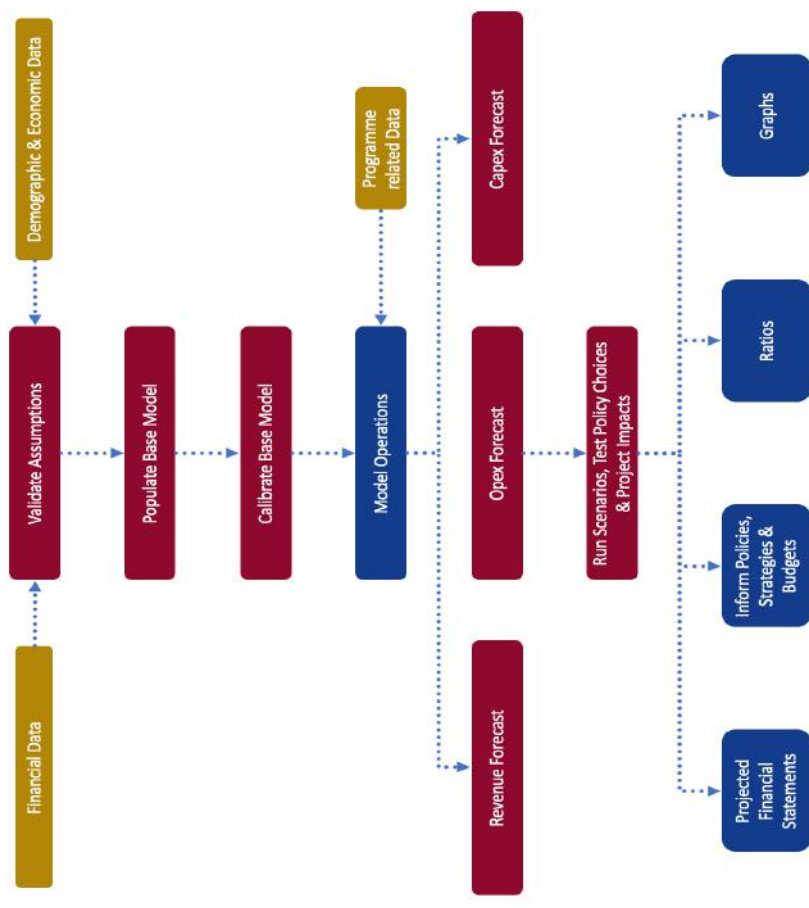 Financial Data
Validate Assumptions
Demographic & Economic Data
Populate Base Model
Calibrate Base Model
Model Operations
Programme
related Data
Revenue Forecast
Opex Forecast
Capex Forecast
Run Scenarios, Test Policy Choices
& Project Impacts
Projected
Financial
Statements
Inform Policies,
Strategies &
Budgets
Ratios
Graphs